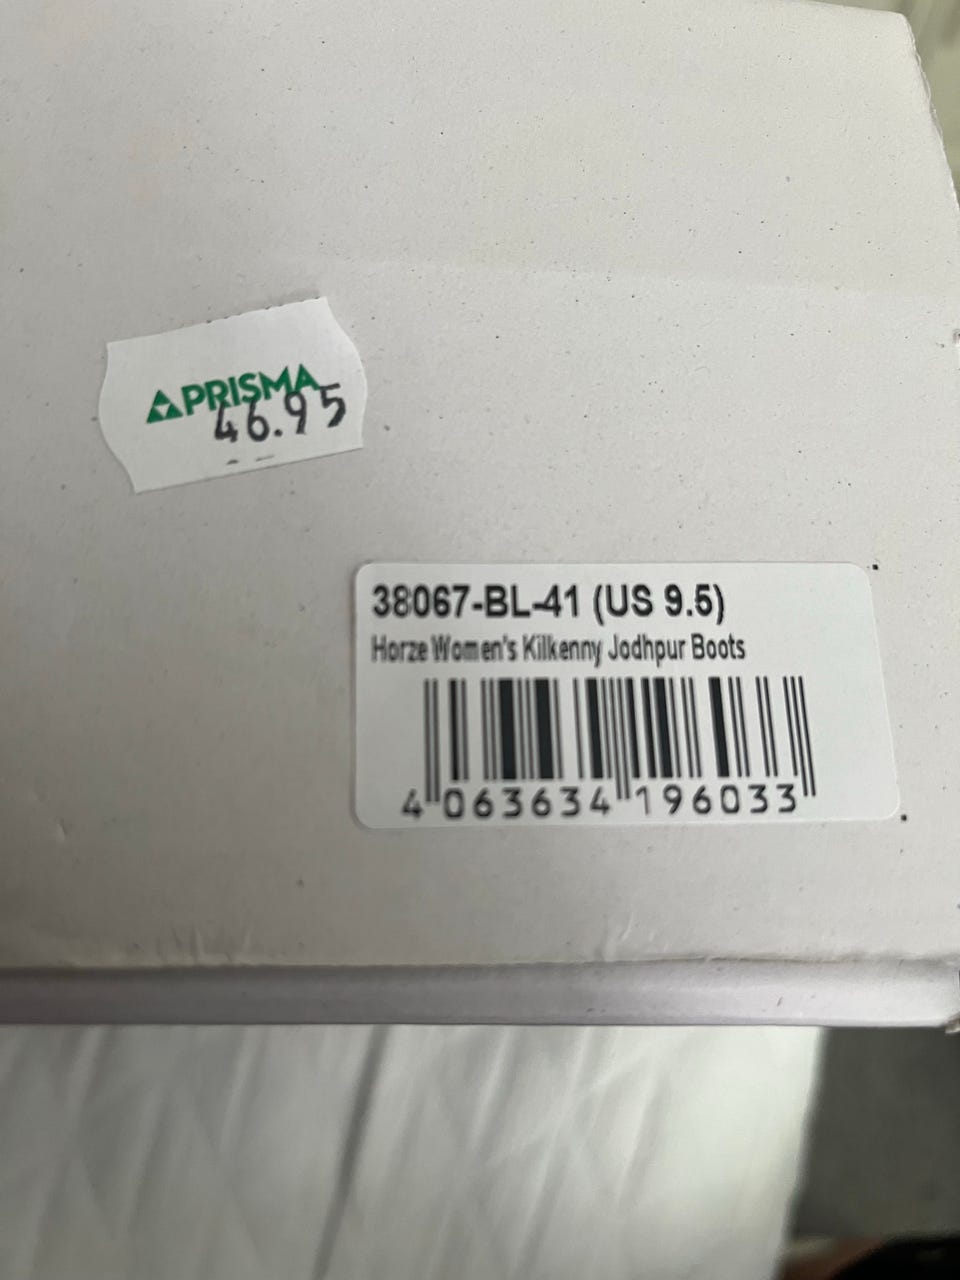 PRISMA
46.95
38067-BL-41 (US 9.5)
Horze Women's Kilkenny Jodhpur Boots
4 063634 196033